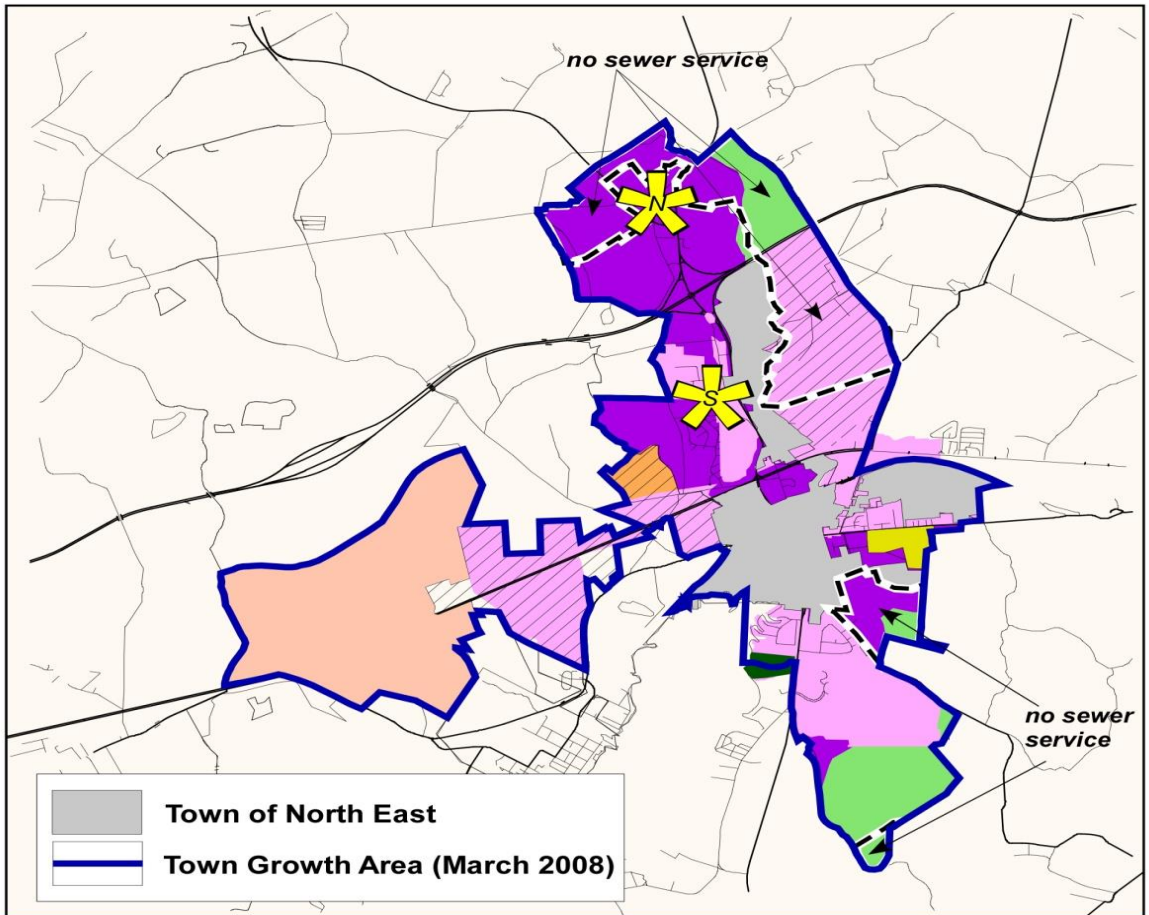 no sewer service
N
S
no sewer
service
Town of North East
Town Growth Area (March 2008)